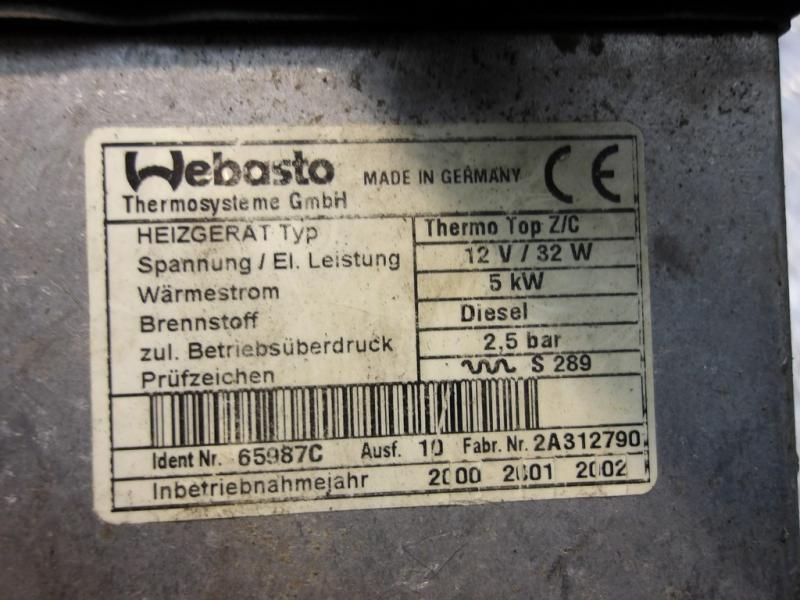 Webasto MADE IN GERMANY CE
Thermosysteme GmbH
HEIZGERÄT Typ Thermo Top Z/C
Spannung / El. Leistung 12 V / 32 W
Wärmestrom 5 kW
Brennstoff Diesel
zul. Betriebsüberdruck 2,5 bar
Prüfzeichen S 289
Ident Nr. 65987C Ausf. 10 Fabr. Nr. 2A312790
Inbetriebnahmejahr 2000 2001 2002